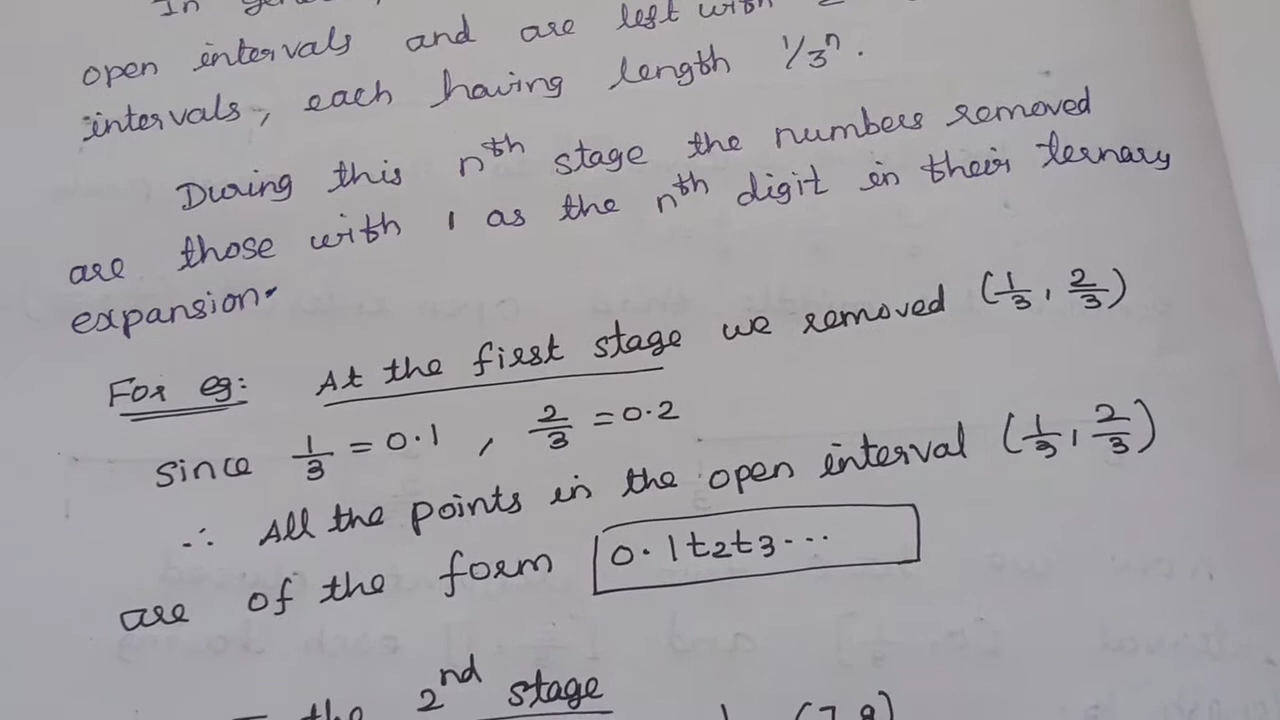 In
open intervals and are left with 2
intervals, each having length 1/3ⁿ.
During this nᵗʰ stage the numbers removed
are those with 1 as the nᵗʰ digit in their ternary
expansion.
For eg: At the first stage we removed (1/3, 2/3)
since 1/3 = 0.1, 2/3 = 0.2
∴ All the points in the open interval (1/3, 2/3)
are of the form 0.1t₂t₃...
the 2ⁿᵈ stage